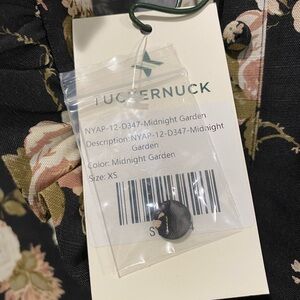 TUCKERNUCK
NYAP-12-D347-Midnight Garden
Description:NYAP-12-D347-Midnight
Garden
Color: Midnight Garden
Size: XS